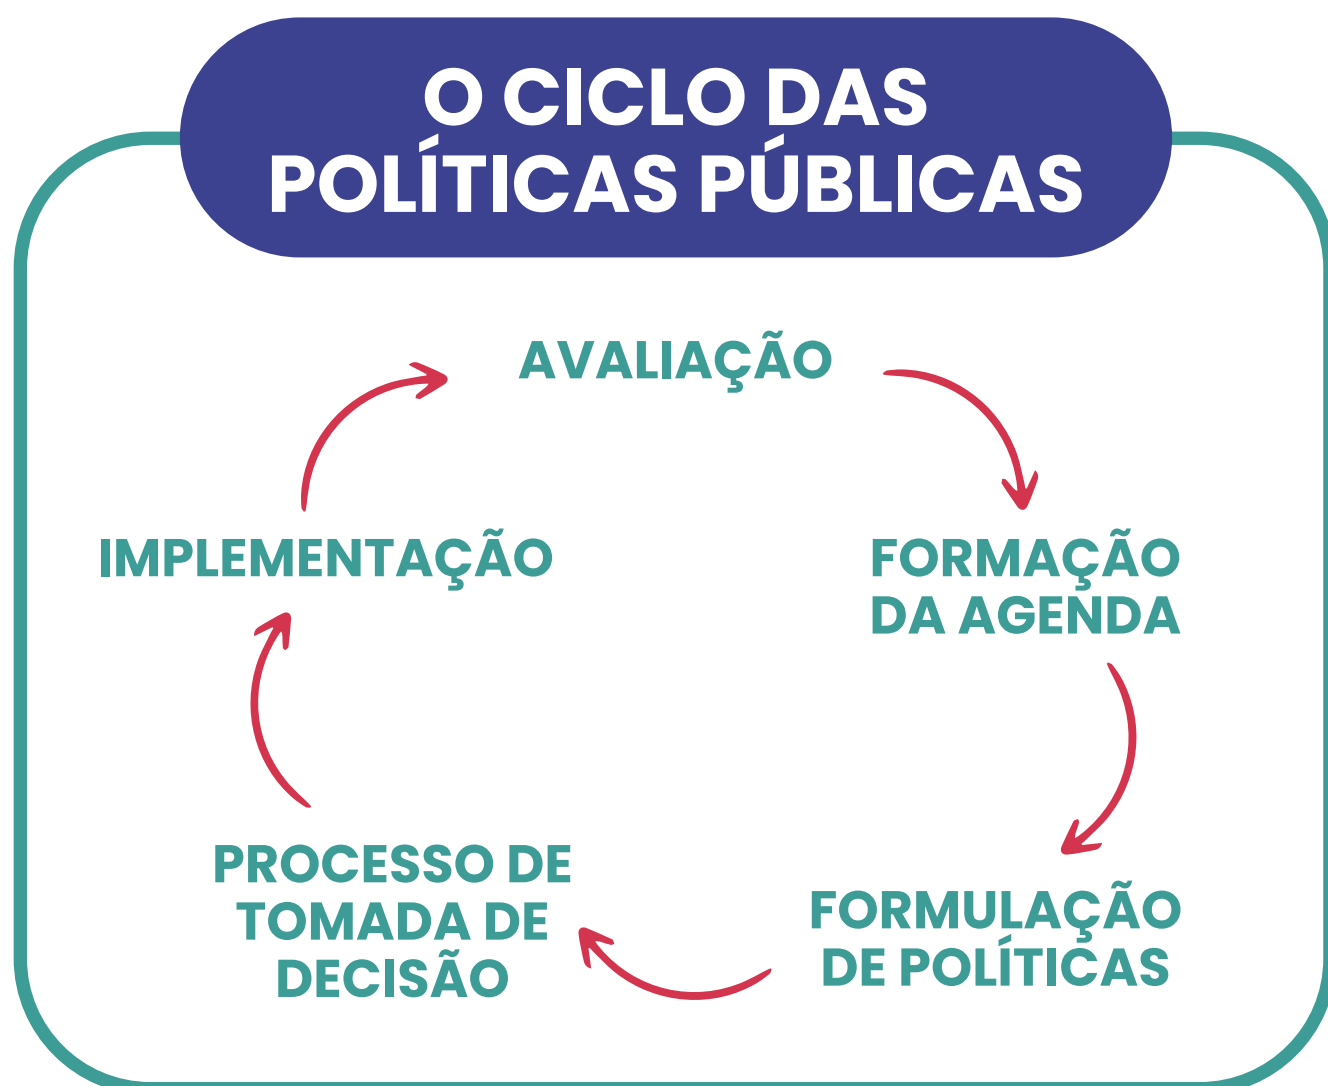 O CICLO DAS
POLÍTICAS PÚBLICAS
AVALIAÇÃO
FORMAÇÃO
DA AGENDA
FORMULAÇÃO
DE POLÍTICAS
PROCESSO DE
TOMADA DE
DECISÃO
IMPLEMENTAÇÃO